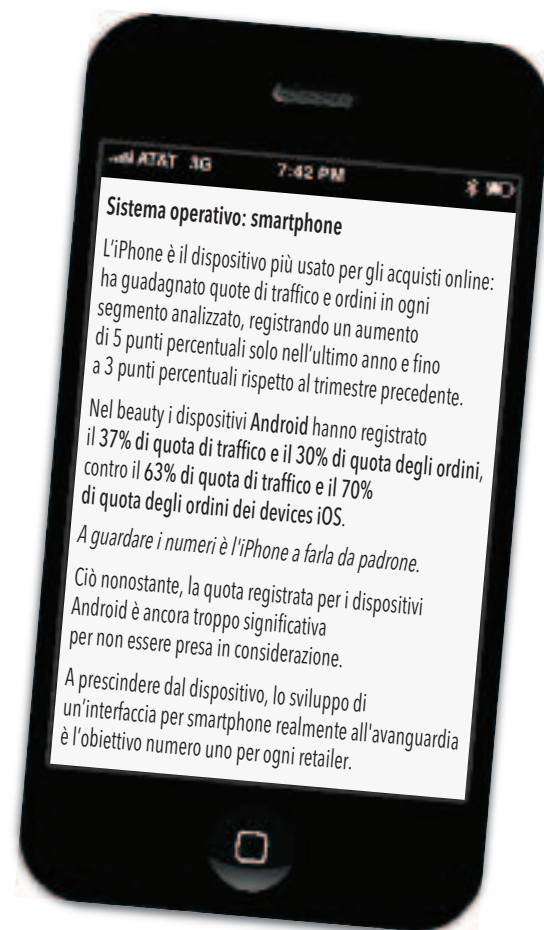 AT&T 3G 7:42 PM
Sistema operativo: smartphone
L'iPhone è il dispositivo più usato per gli acquisti online:
ha guadagnato quote di traffico e ordini in ogni
segmento analizzato, registrando un aumento
di 5 punti percentuali solo nell'ultimo anno e fino
a 3 punti percentuali rispetto al trimestre precedente.
Nel beauty i dispositivi Android hanno registrato
il 37% di quota di traffico e il 30% di quota degli ordini,
contro il 63% di quota di traffico e il 70%
di quota degli ordini dei devices iOS.
A guardare i numeri è l'iPhone a farla da padrone.
Ciò nonostante, la quota registrata per i dispositivi
Android è ancora troppo significativa
per non essere presa in considerazione.
A prescindere dal dispositivo, lo sviluppo di
un'interfaccia per smartphone realmente all'avanguardia
è l'obiettivo numero uno per ogni retailer.